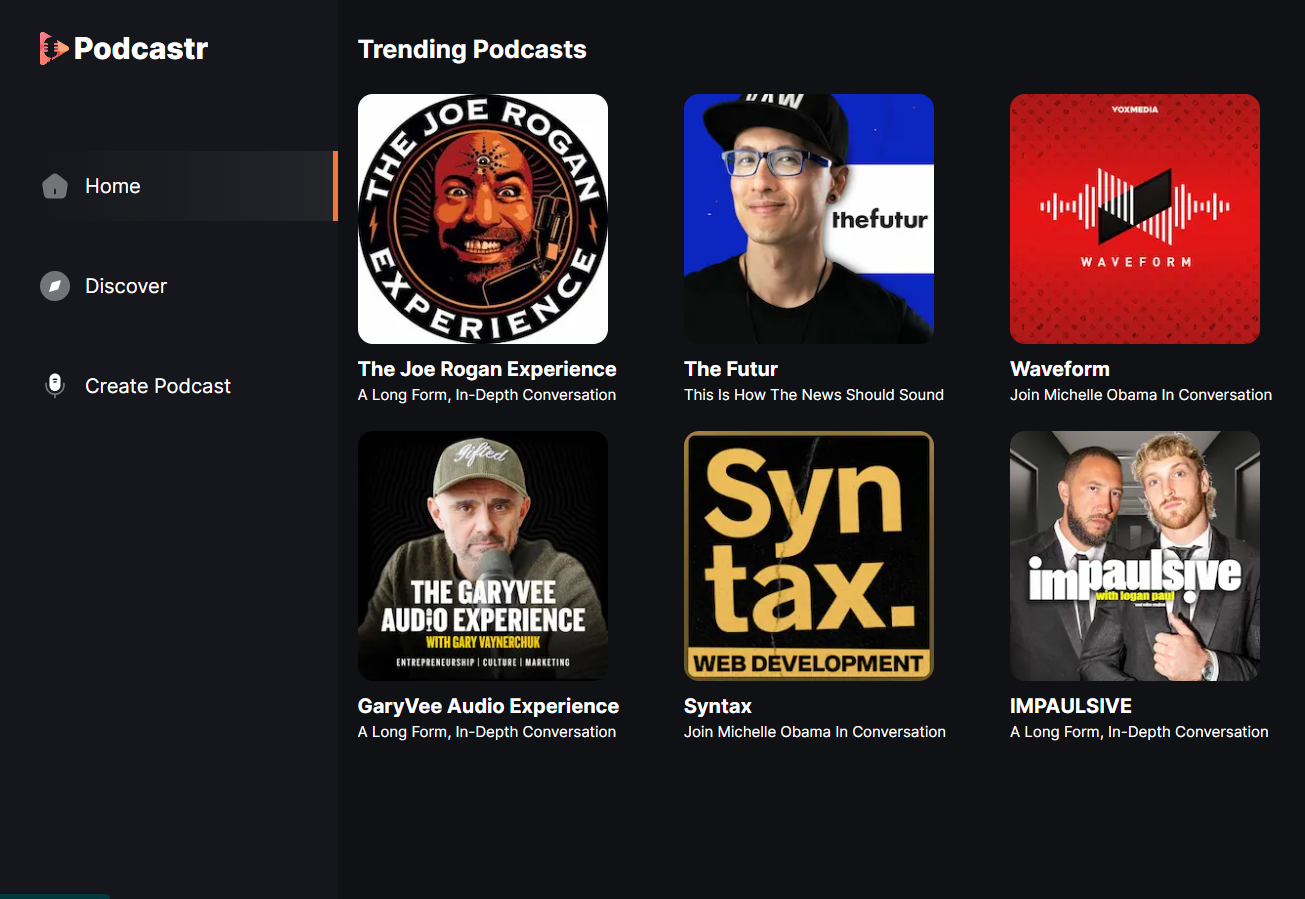 Podcastr
Home
Discover
Create Podcast
Trending Podcasts
THE JOE ROGAN
EXPERIENCE
The Joe Rogan Experience
A Long Form, In-Depth Conversation
thefutur
The Futur
This Is How The News Should Sound
VOXMEDIA
WAVEFORM
Waveform
Join Michelle Obama In Conversation
Gifted
THE GARYVEE
AUDIO EXPERIENCE
WITH GARY VAYNERCHUK
ENTREPRENEURSHIP | CULTURE | MARKETING
GaryVee Audio Experience
A Long Form, In-Depth Conversation
Syn
tax.
WEB DEVELOPMENT
Syntax
Join Michelle Obama In Conversation
impaulsive
with logan paul
IMPAULSIVE
A Long Form, In-Depth Conversation